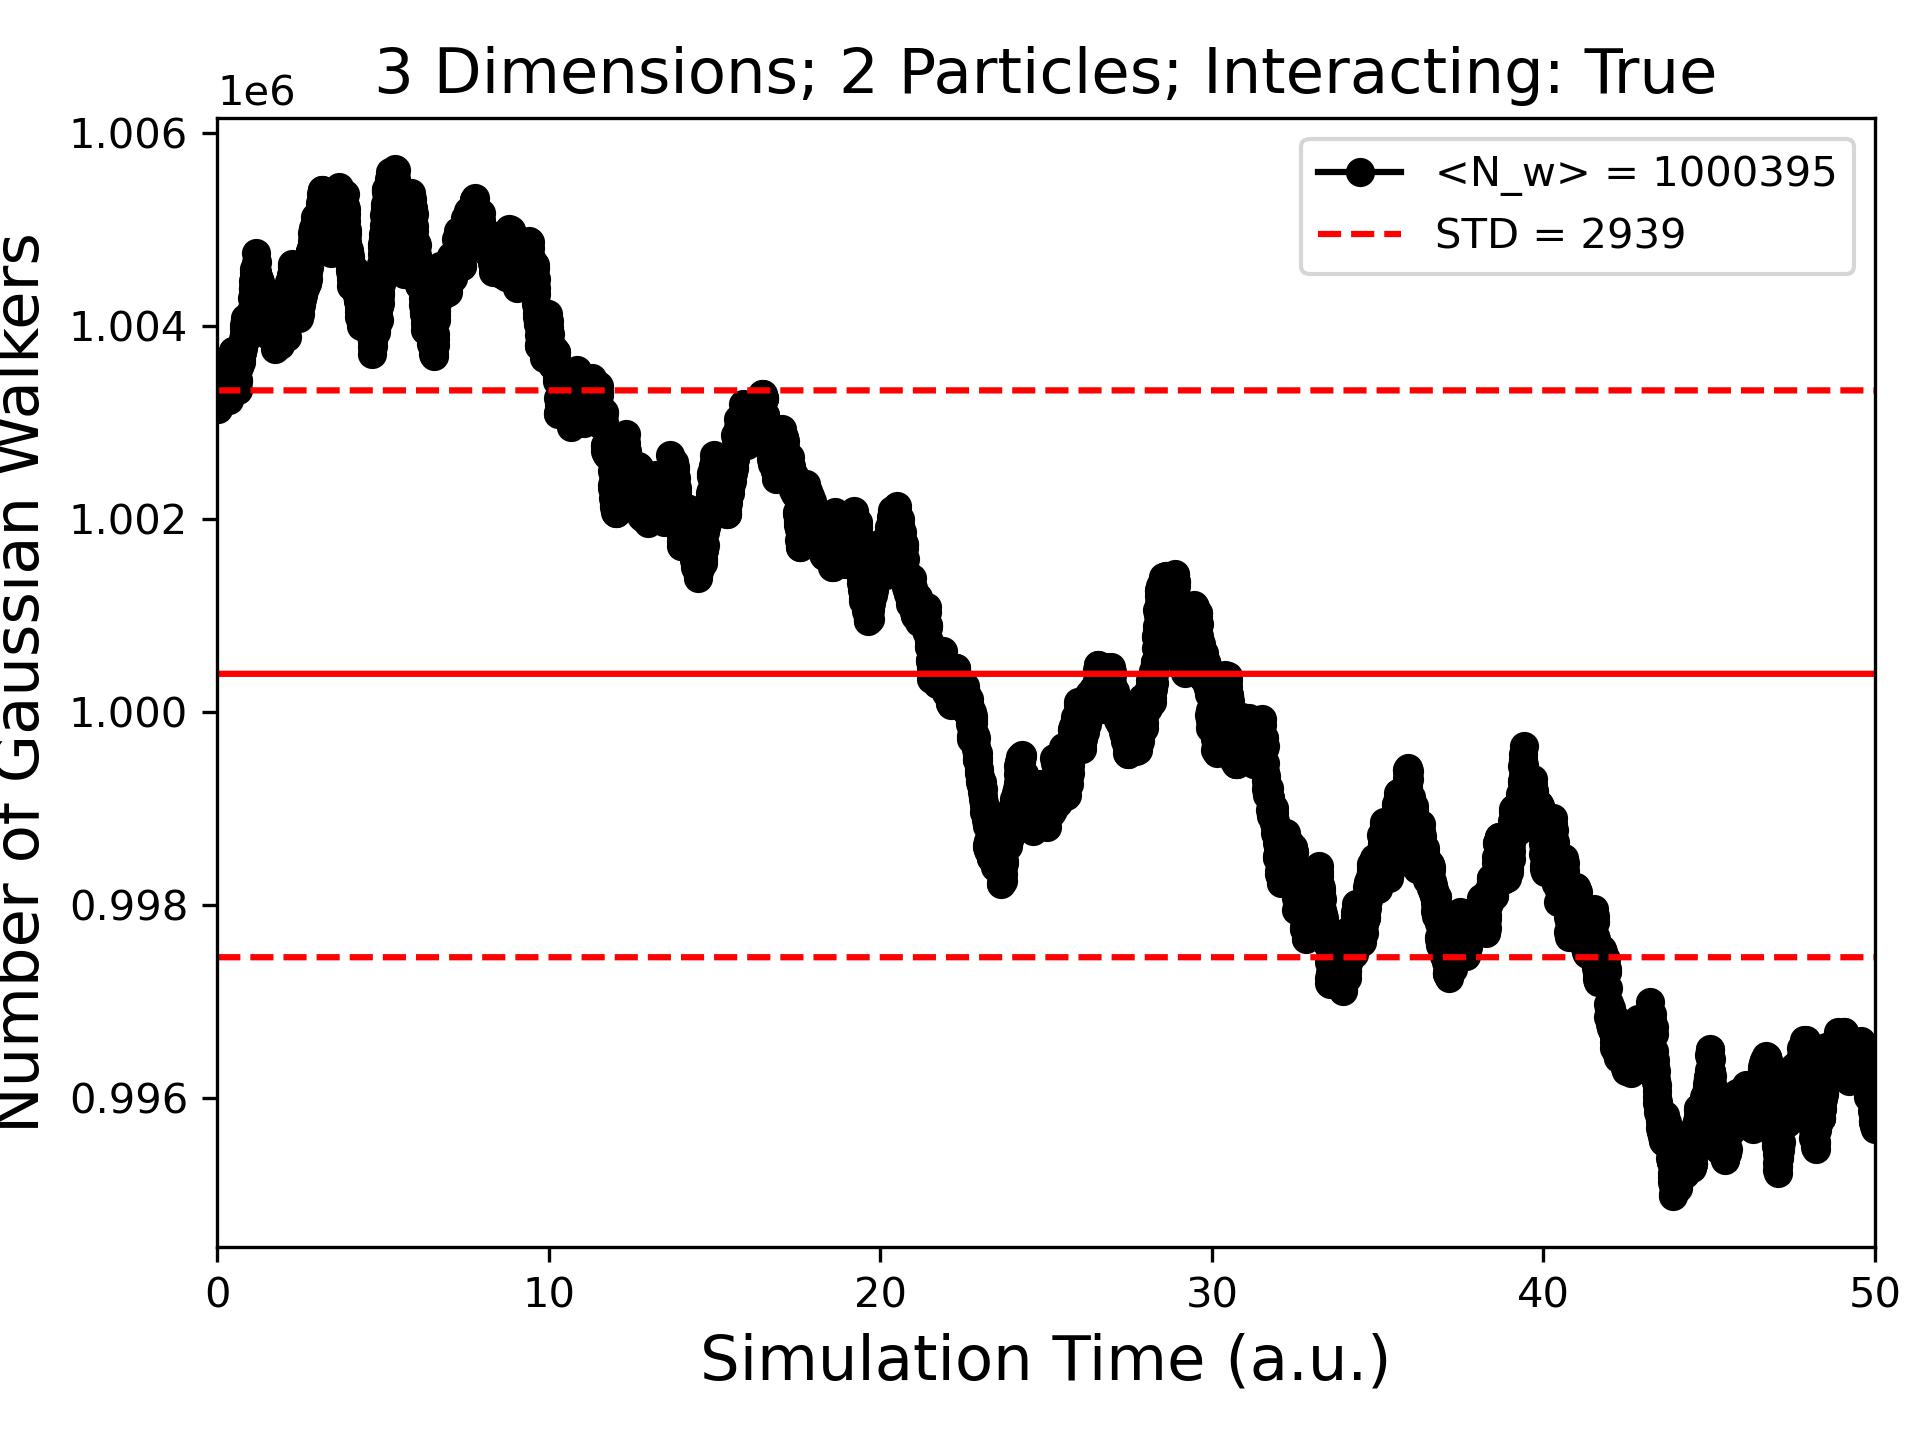 3 Dimensions; 2 Particles; Interacting: True
1e6
<N_w> = 1000395
STD = 2939
Number of Gaussian Walkers
1.006
1.004
1.002
1.000
0.998
0.996
0 10 20 30 40 50
Simulation Time (a.u.)